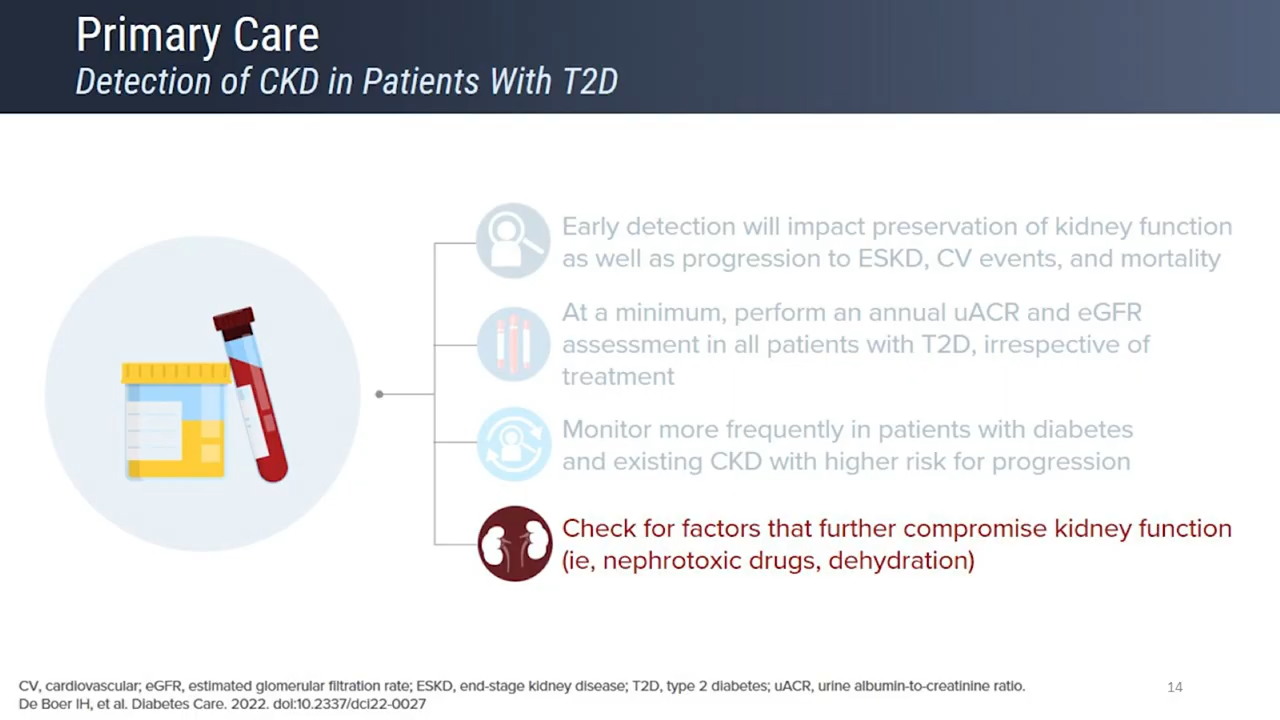 Primary Care
Detection of CKD in Patients With T2D
Early detection will impact preservation of kidney function
as well as progression to ESKD, CV events, and mortality
At a minimum, perform an annual uACR and eGFR
assessment in all patients with T2D, irrespective of
treatment
Monitor more frequently in patients with diabetes
and existing CKD with higher risk for progression
Check for factors that further compromise kidney function
(ie, nephrotoxic drugs, dehydration)
CV, cardiovascular; eGFR, estimated glomerular filtration rate; ESKD, end-stage kidney disease; T2D, type 2 diabetes; uACR, urine albumin-to-creatinine ratio.
De Boer IH, et al. Diabetes Care. 2022. doi:10.2337/dci22-0027
14